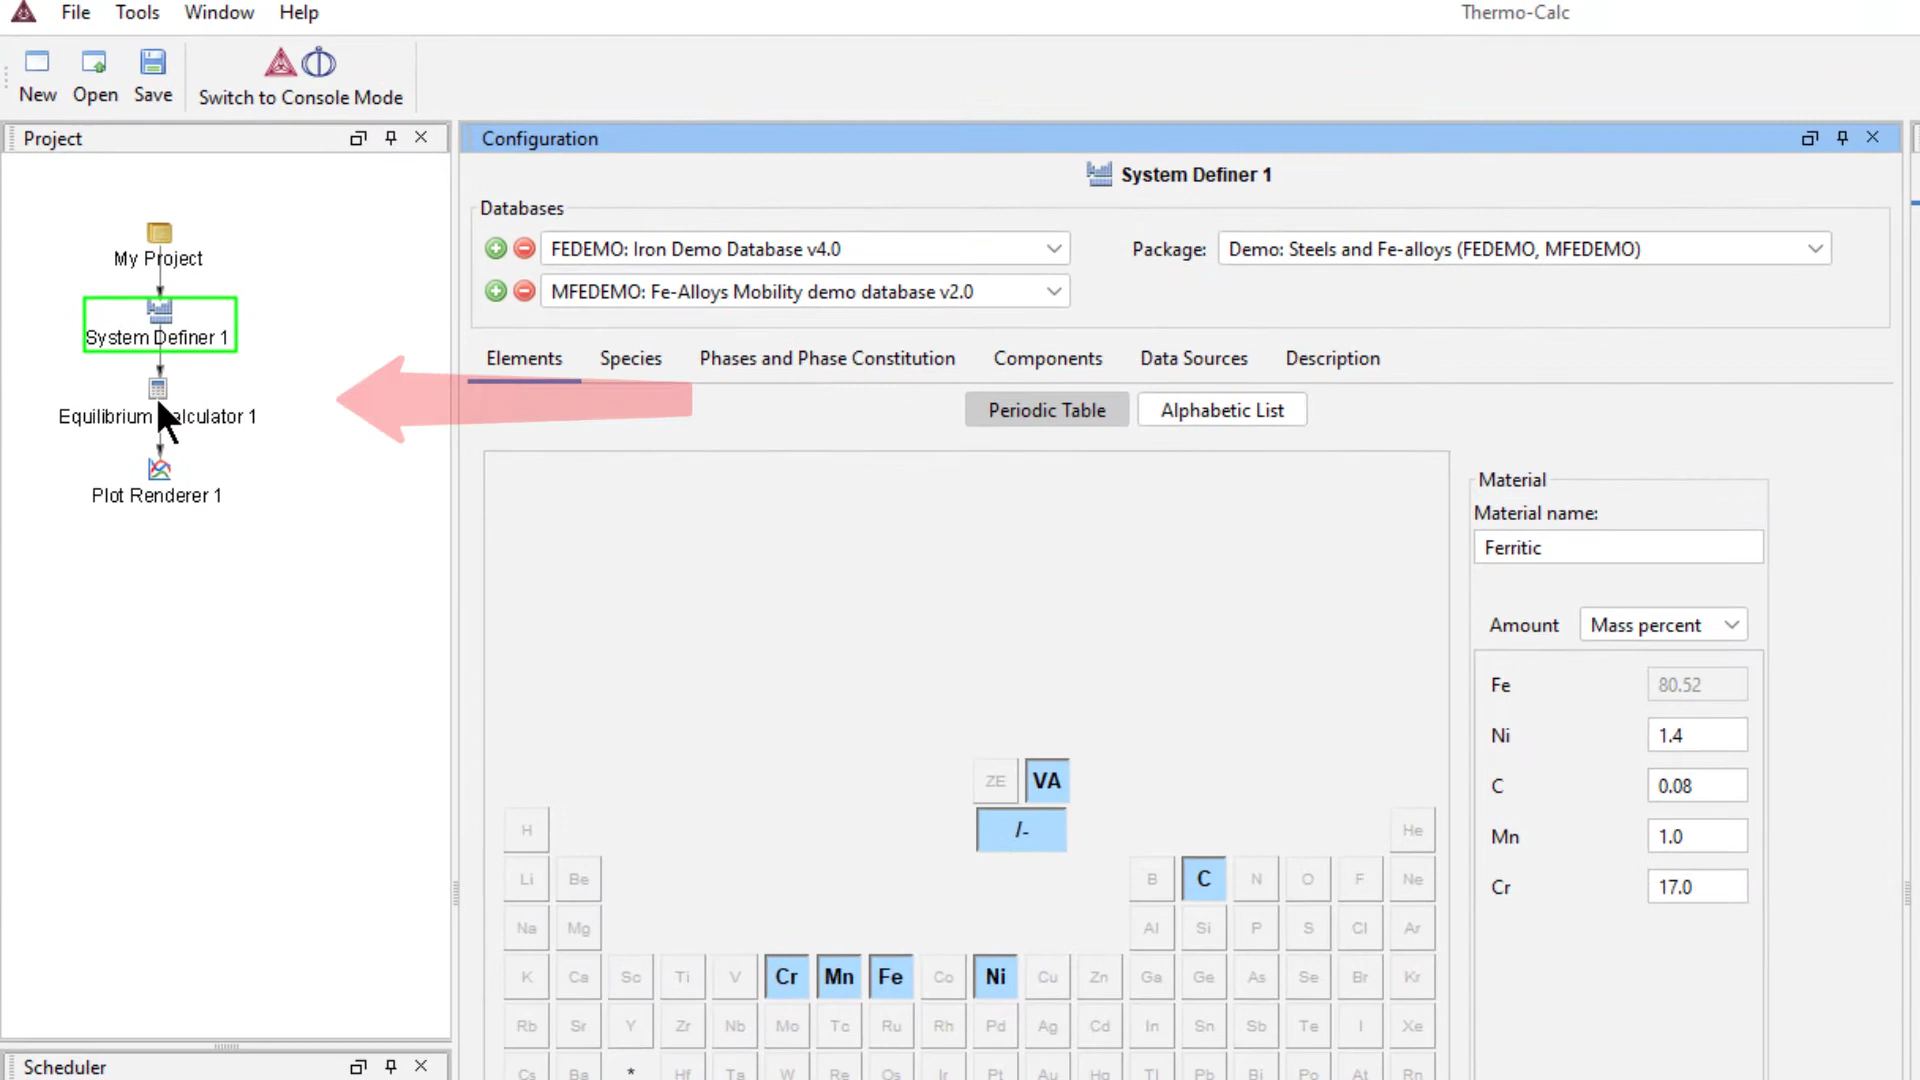 File Tools Window Help
Thermo-Calc
New Open Save Switch to Console Mode
Project
Configuration
My Project
System Definer 1
Equilibrium Calculator 1
Plot Renderer 1
System Definer 1
Databases
FEDEMO: Iron Demo Database v4.0
Package: Demo: Steels and Fe-alloys (FEDEMO, MFEDEMO)
MFEDEMO: Fe-Alloys Mobility demo database v2.0
Elements Species Phases and Phase Constitution Components Data Sources Description
Periodic Table Alphabetic List
Material
Material name:
Ferritic
Amount Mass percent
Fe 80.52
Ni 1.4
C 0.08
Mn 1.0
Cr 17.0
ZE VA
/-
H He
Li Be B C N O F Ne
Na Mg Al Si P S Cl Ar
K Ca Sc Ti V Cr Mn Fe Co Ni Cu Zn Ga Ge As Se Br Kr
Rb Sr Y Zr Nb Mo Tc Ru Rh Pd Ag Cd In Sn Sb Te I Xe
Cs Ba * Hf Ta W Re Os Ir Pt Au Hg Tl Pb Bi Po At Rn
Scheduler